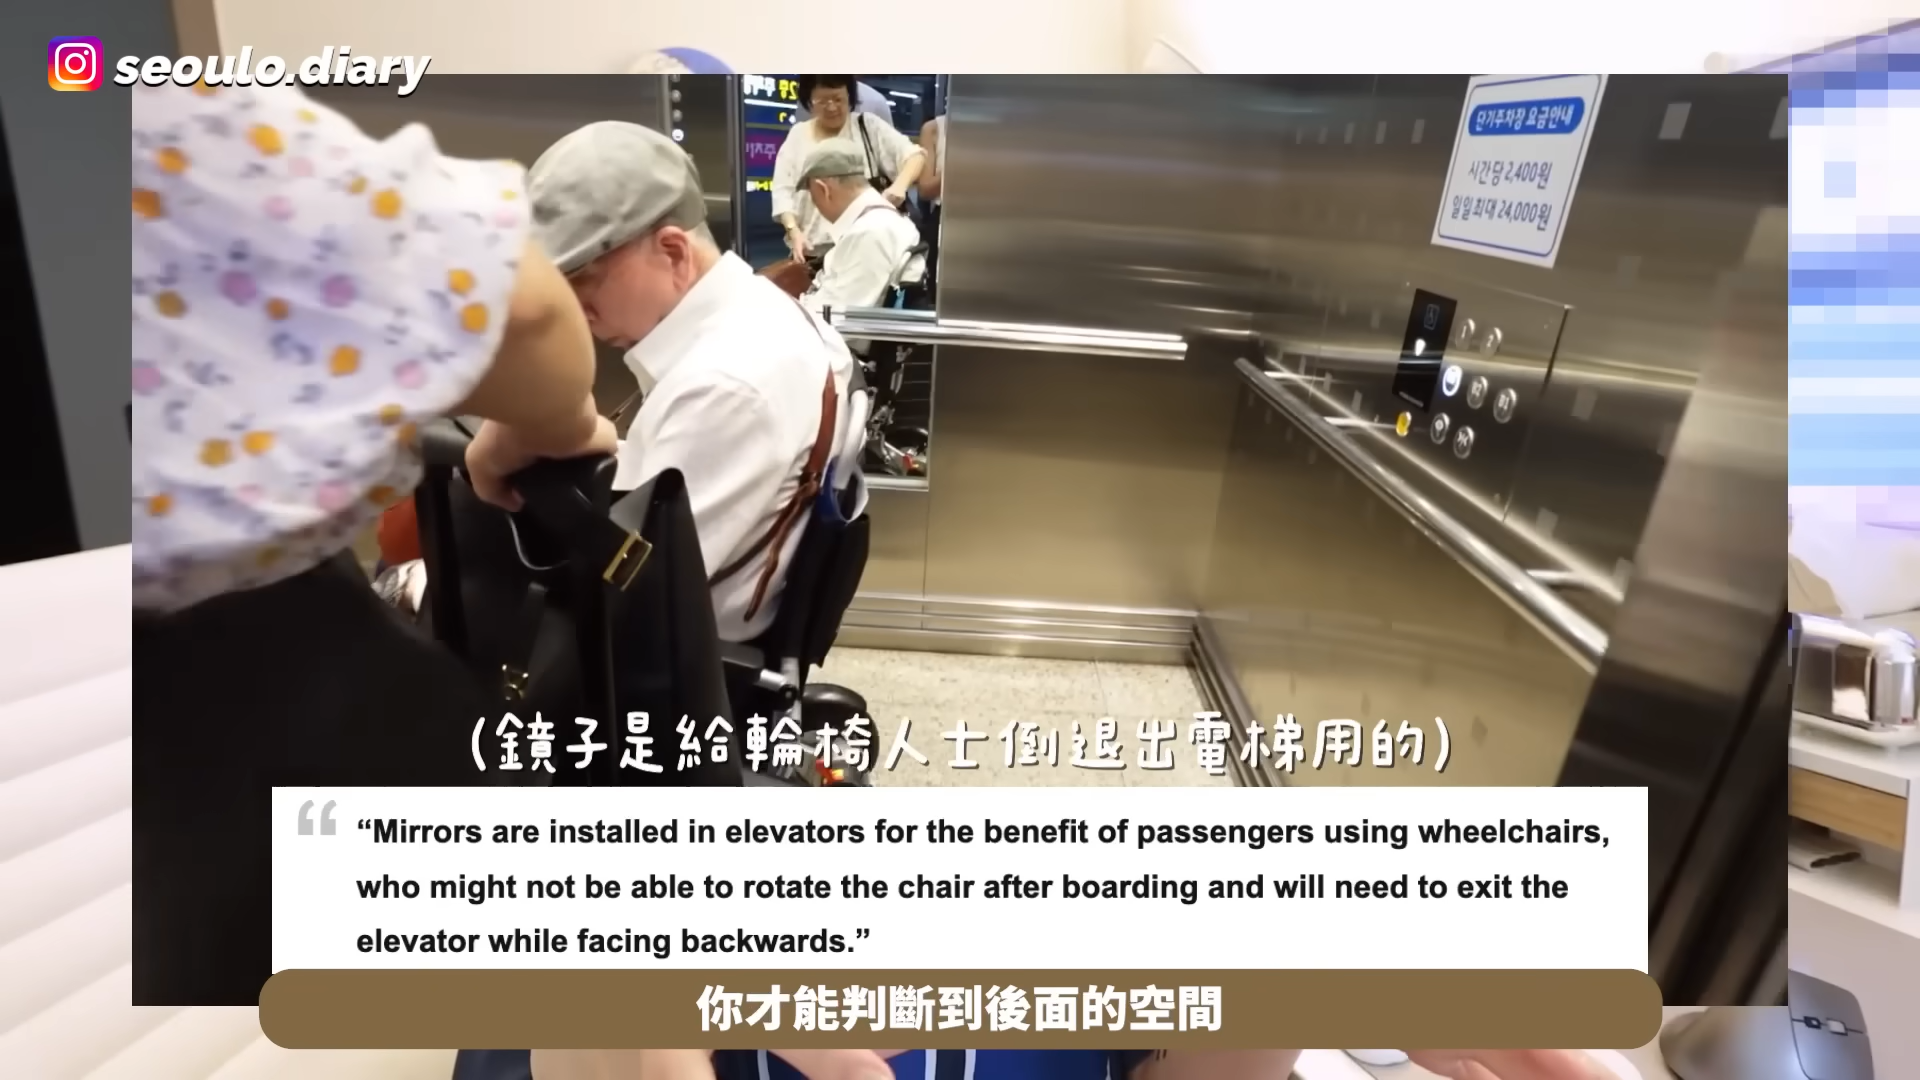 seoulo.diary
단기주차장 요금안내
시간당 2,400원
일일최대 24,000원
(鏡子是給輪椅人士倒退出電梯用的)
“Mirrors are installed in elevators for the benefit of passengers using wheelchairs,
who might not be able to rotate the chair after boarding and will need to exit the
elevator while facing backwards.”
你才能判斷到後面的空間